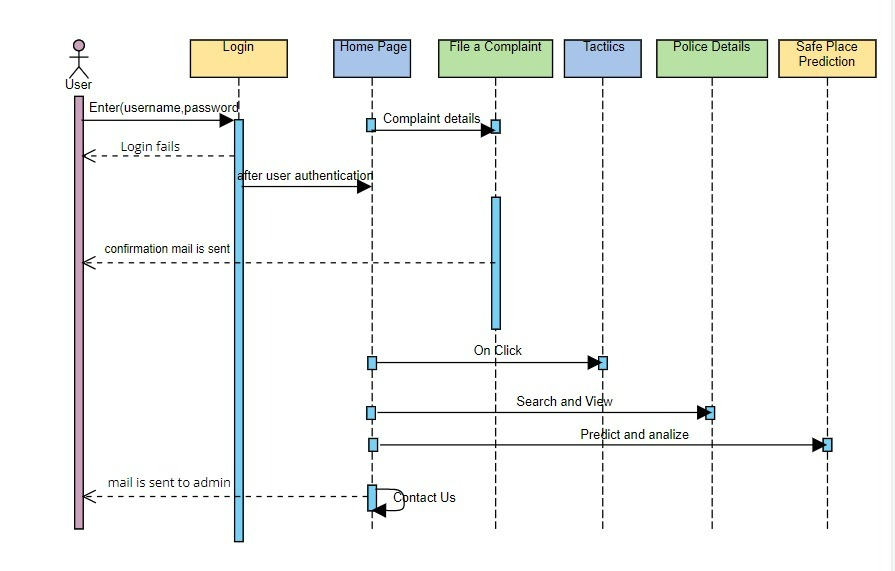 Login
Home Page
File a Complaint
Tactiics
Police Details
Safe Place
Prediction
User
Enter(username,password
Complaint details
Login fails
after user authentication
confirmation mail is sent
On Click
Search and View
Predict and analize
mail is sent to admin
Contact Us